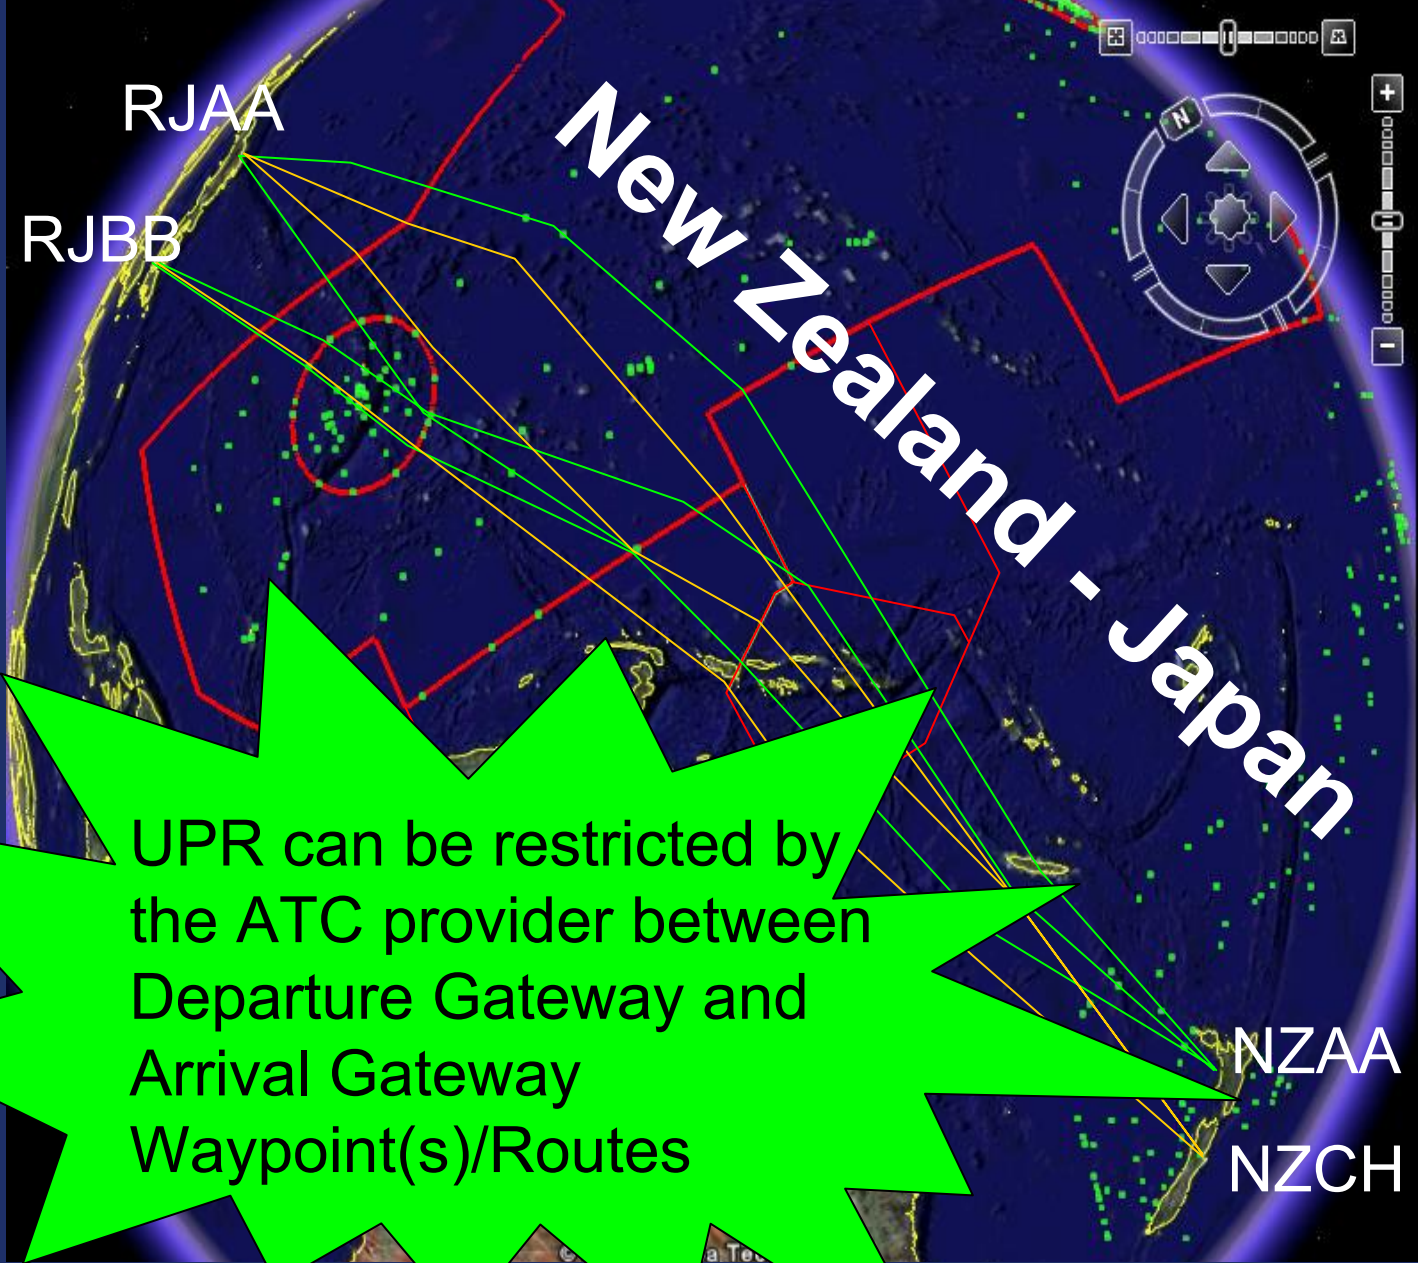 RJAA
RJBB
New Zealand - Japan
N
UPR can be restricted by
the ATC provider between
Departure Gateway and
Arrival Gateway
Waypoint(s)/Routes
NZAA
NZCH
©